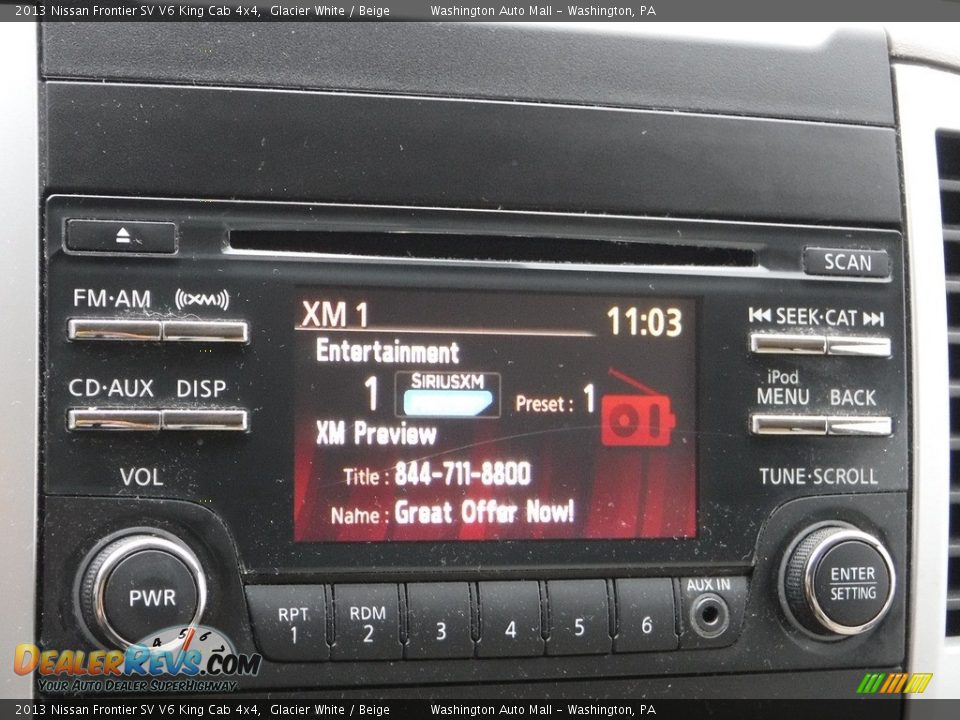 2013 Nissan Frontier SV V6 King Cab 4x4, Glacier White / Beige Washington Auto Mall - Washington, PA
SCAN
FM·AM ((XM))
XM 1 11:03
SEEK·CAT
Entertainment
1 SIRIUSXM Preset : 1
iPod
CD·AUX DISP
MENU BACK
XM Preview
VOL
Title : 844-711-8800
TUNE·SCROLL
Name : Great Offer Now!
PWR
ENTER
SETTING
AUX IN
RPT 1
RDM 2
3 4 5 6
4 5 6
DEALERREVS.COM
YOUR AUTO DEALER SUPERHIGHWAY
2013 Nissan Frontier SV V6 King Cab 4x4, Glacier White / Beige Washington Auto Mall - Washington, PA